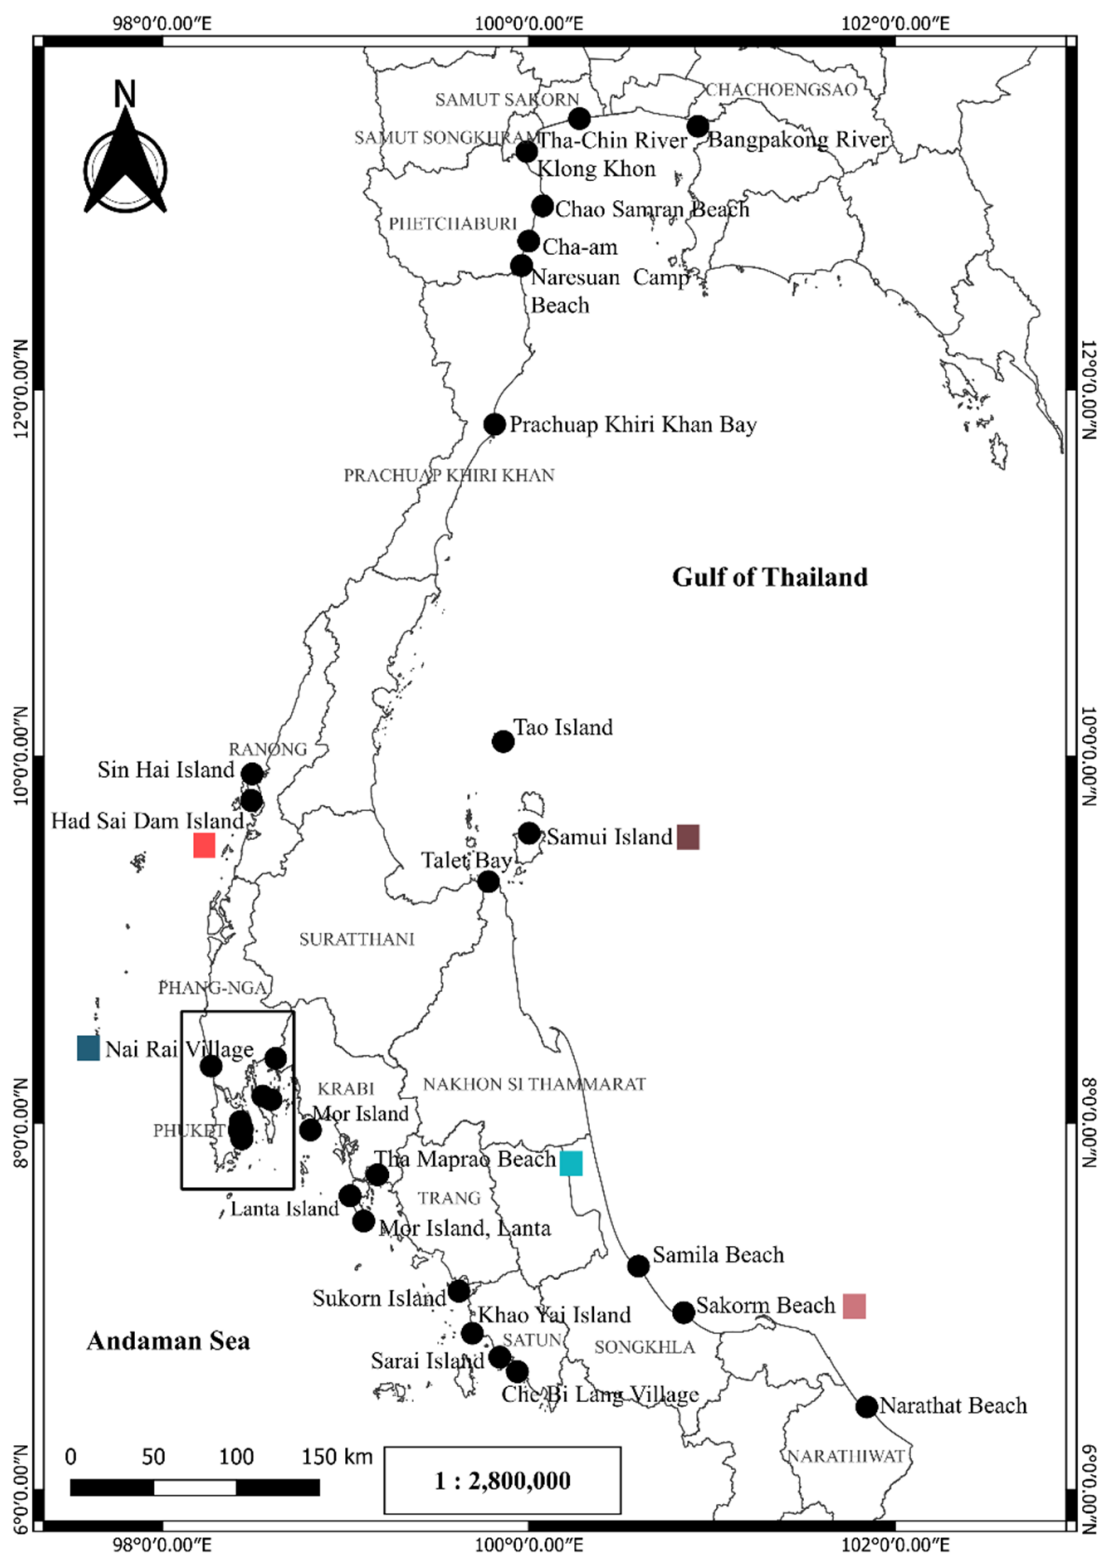 98°0′0.00″E
100°0′0.00″E
102°0′0.00″E
N
SAMUT SAKORN
CHACHOENGSAO
SAMUT SONGKHRAM
Tha-Chin River
Bangpakong River
Klong Khon
Chao Samran Beach
PHETCHABURI
Cha-am
Naresuan Camp
Beach
12°0′0.00″N
12°0′0.00″N
Prachuap Khiri Khan Bay
PRACHUAP KHIRI KHAN
Gulf of Thailand
Tao Island
10°0′0.00″N
10°0′0.00″N
RANONG
Sin Hai Island
Had Sai Dam Island
Samui Island
Talet Bay
SURATTHANI
PHANG-NGA
Nai Rai Village
KRABI
NAKHON SI THAMMARAT
8°0′0.00″N
8°0′0.00″N
Mor Island
PHUKET
Tha Maprao Beach
TRANG
Lanta Island
Mor Island, Lanta
Samila Beach
Sukorn Island
Sakorm Beach
Khao Yai Island
Andaman Sea
SATUN
SONGKHLA
Sarai Island
Che Bi Lang Village
Narathat Beach
NARATHIWAT
0 50 100 150 km
1 : 2,800,000
6°0′0.00″N
6°0′0.00″N
98°0′0.00″E
100°0′0.00″E
102°0′0.00″E